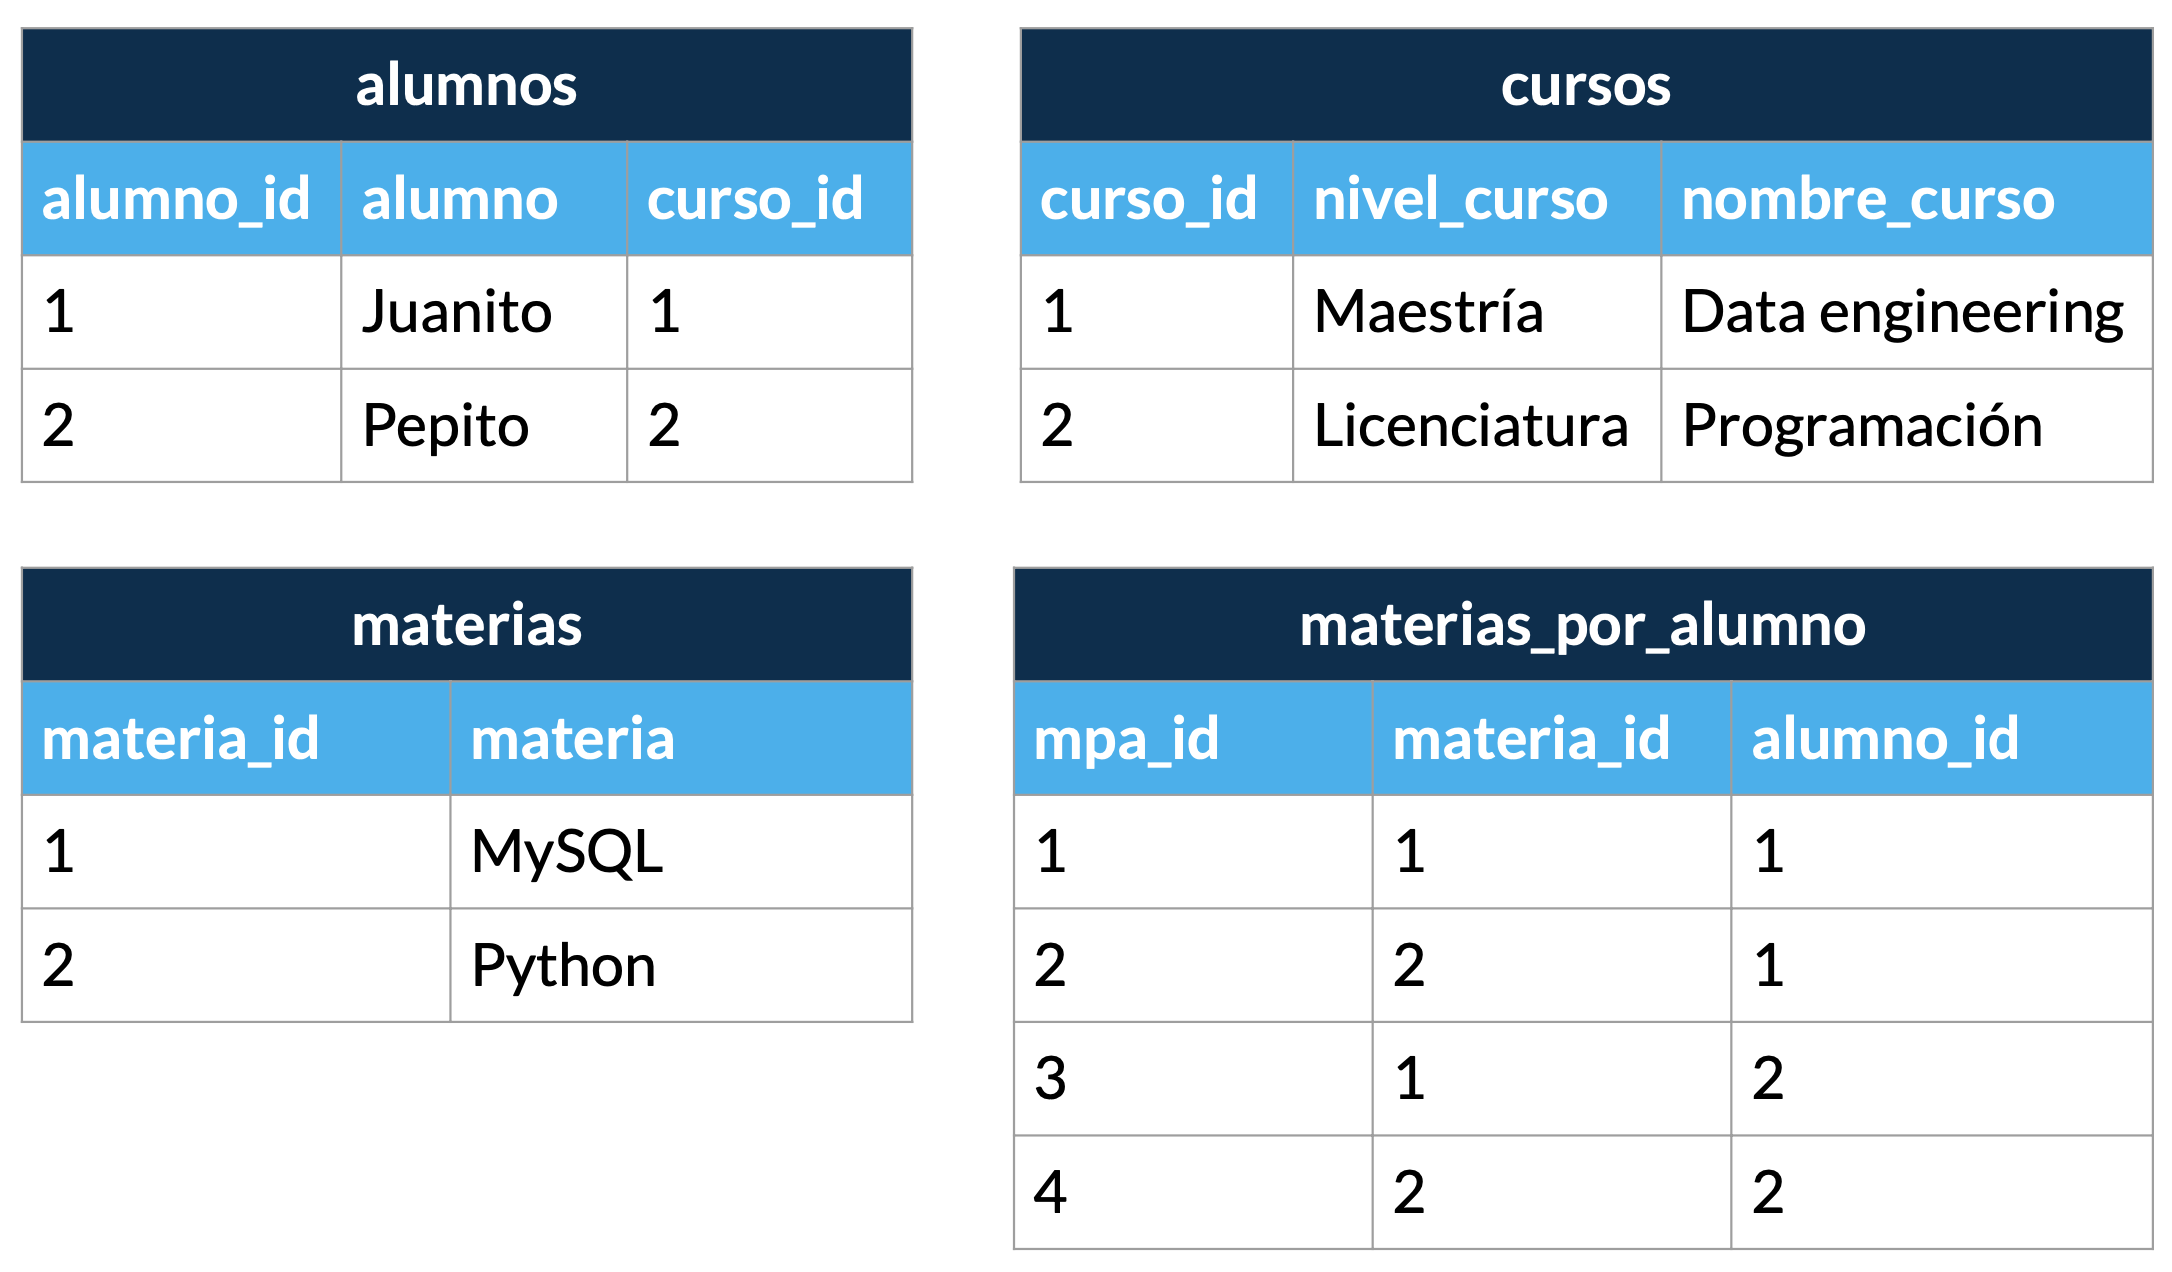 alumnos
alumno_id alumno curso_id
1 Juanito 1
2 Pepito 2
cursos
curso_id nivel_curso nombre_curso
1 Maestría Data engineering
2 Licenciatura Programación
materias
materia_id materia
1 MySQL
2 Python
materias_por_alumno
mpa_id materia_id alumno_id
1 1 1
2 2 1
3 1 2
4 2 2